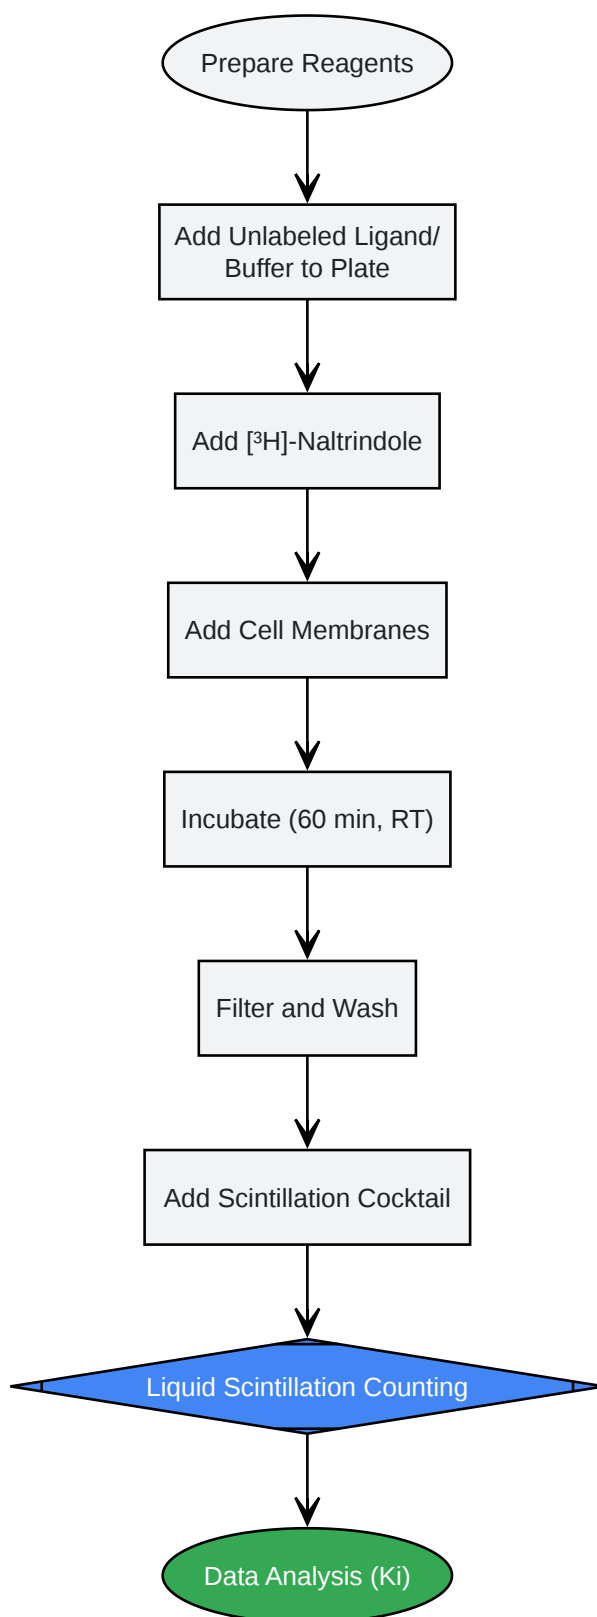 Prepare Reagents
Add Unlabeled Ligand/
Buffer to Plate
Add [³H]-Naltrindole
Add Cell Membranes
Incubate (60 min, RT)
Filter and Wash
Add Scintillation Cocktail
Liquid Scintillation Counting
Data Analysis (Ki)